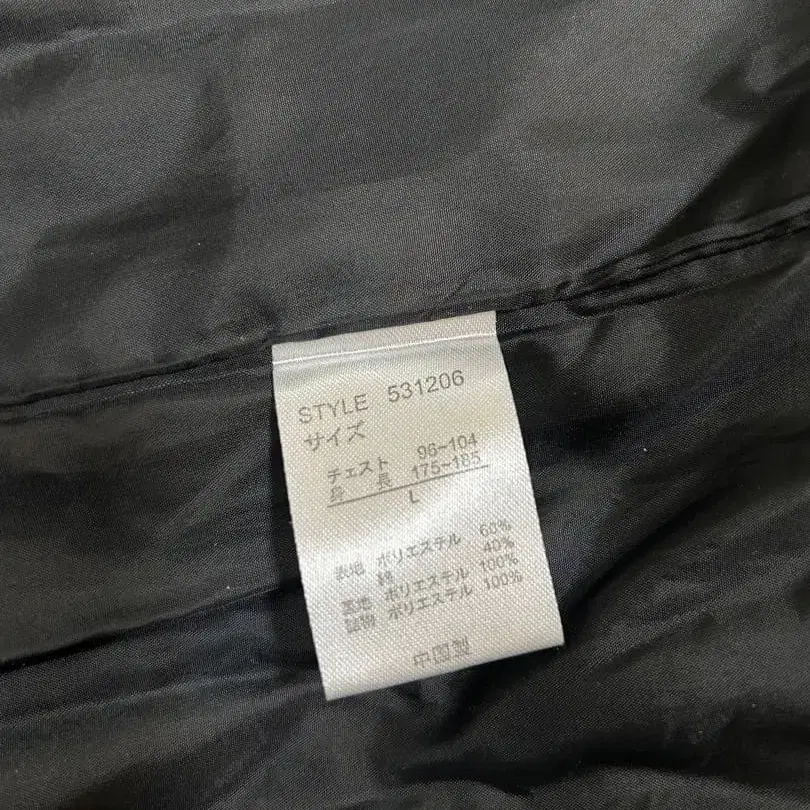 STYLE 531206
サイズ
チェスト 96~104
身長 175~185
L
表地 ポリエステル 60%
綿 40%
裏地 ポリエステル 100%
詰物 ポリエステル 100%
中国製